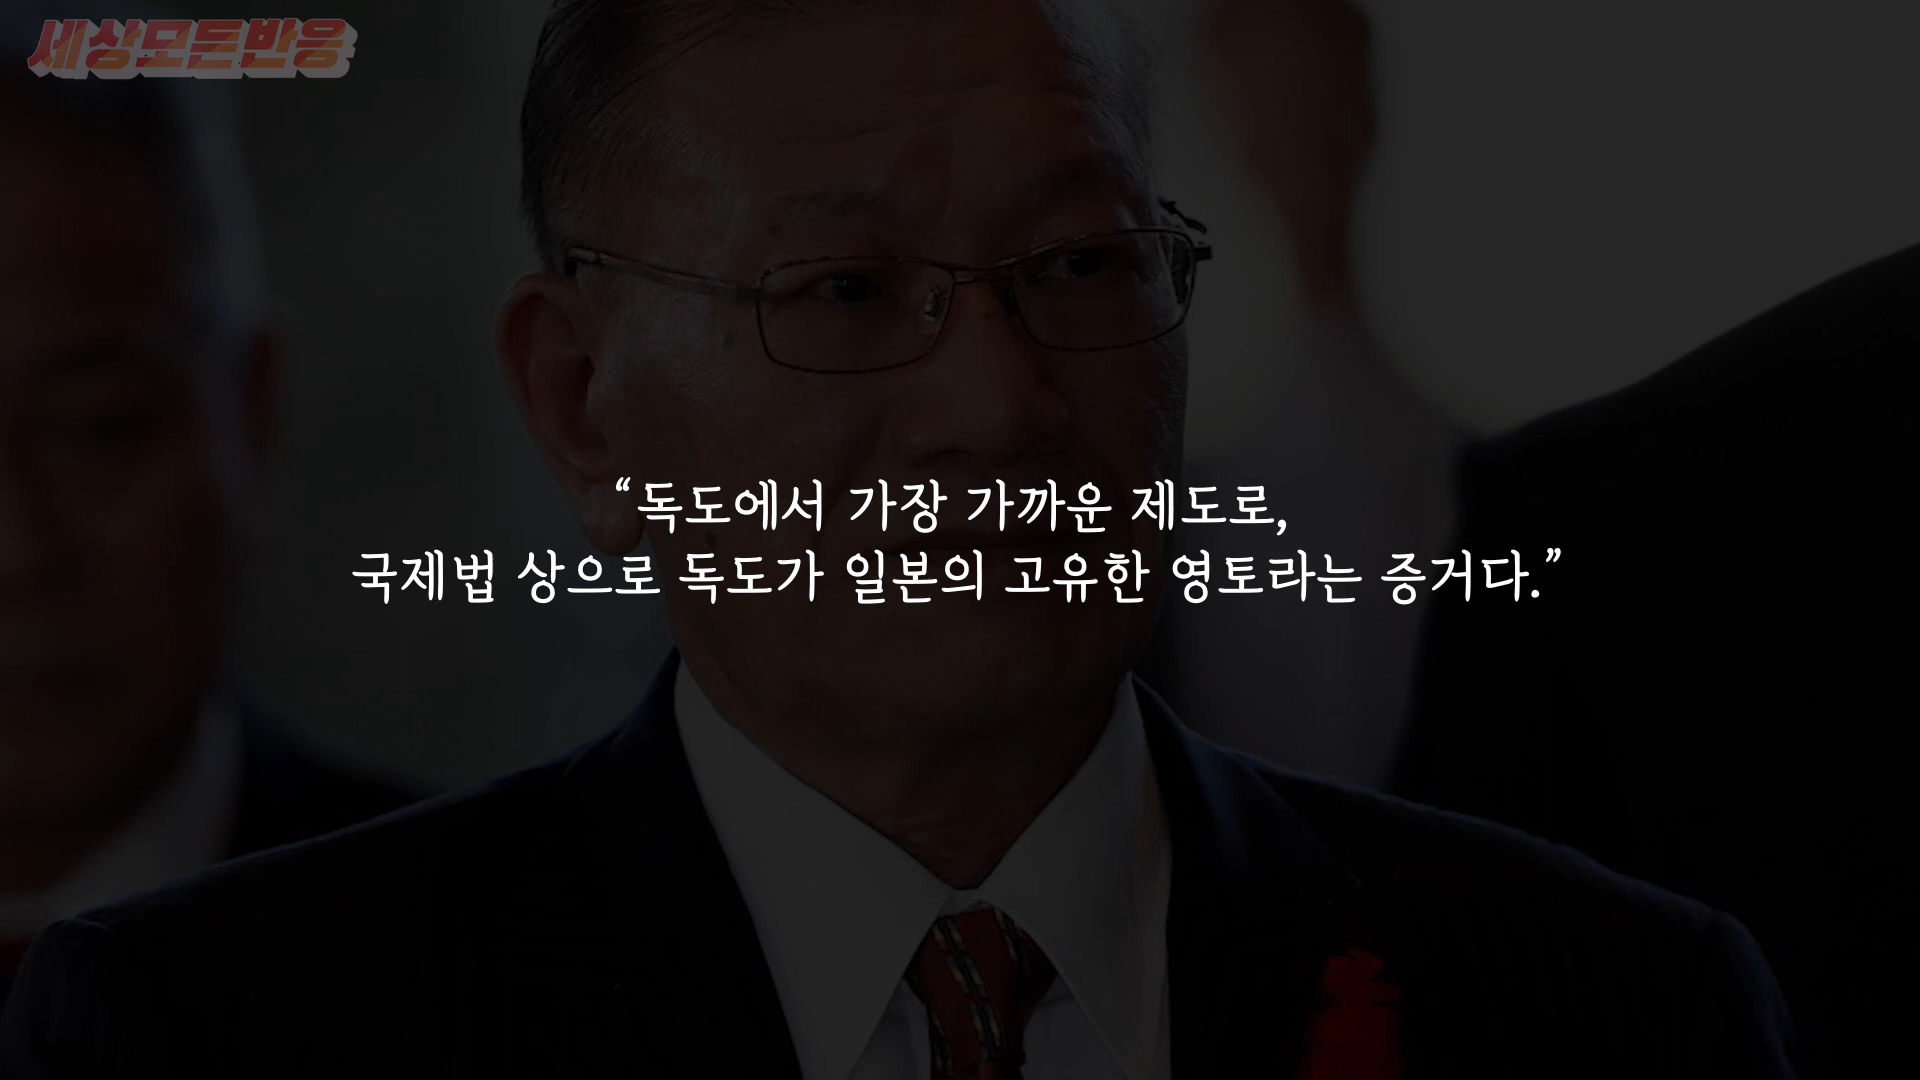 세상모든반응
“독도에서 가장 가까운 제도로,
국제법 상으로 독도가 일본의 고유한 영토라는 증거다.”